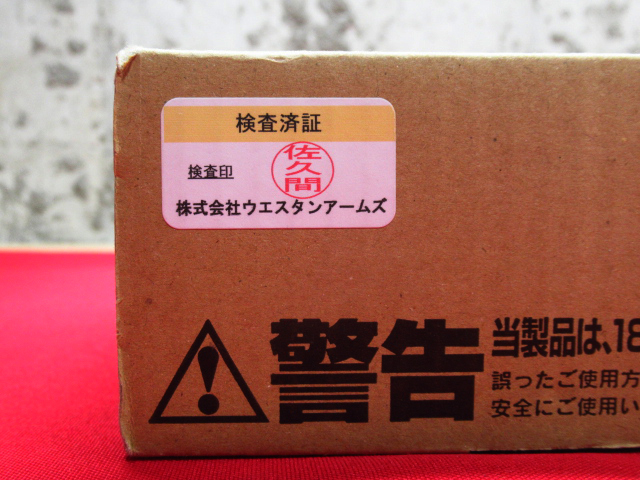 検査済証
検査印
佐久間
株式会社ウエスタンアームズ
警告
当製品は、18
誤ったご使用方
安全にご使用い